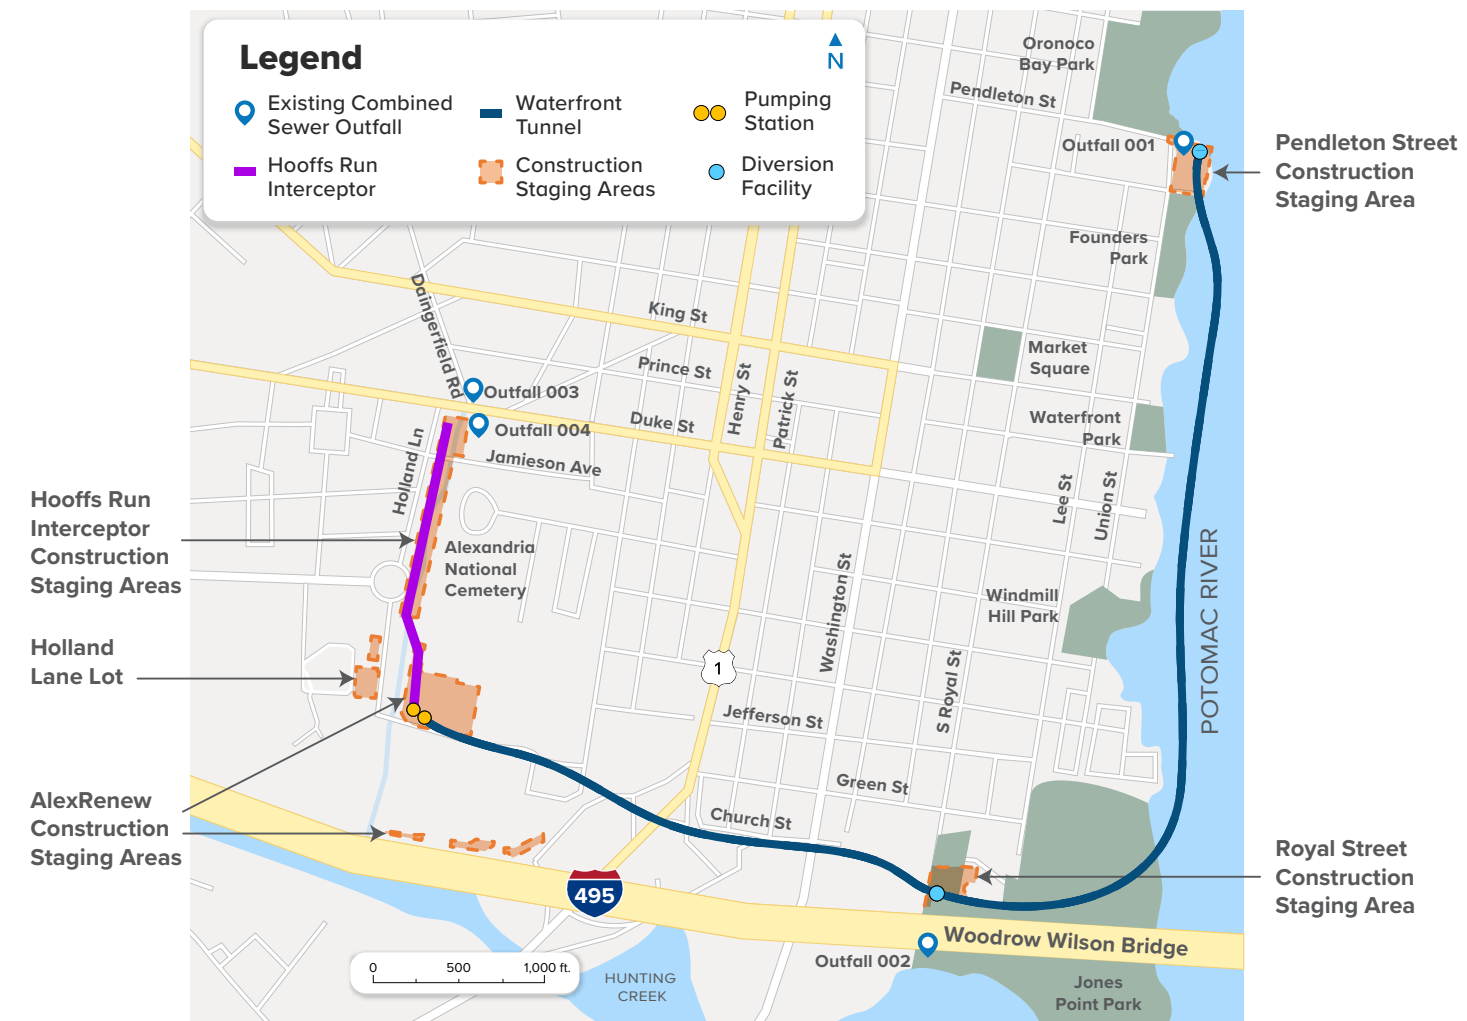 Legend
N
Existing Combined
Sewer Outfall
Waterfront
Tunnel
Pumping
Station
Hooffs Run
Interceptor
Construction
Staging Areas
Diversion
Facility
Oronoco
Bay Park
Pendleton St
Outfall 001
Pendleton Street
Construction
Staging Area
Founders
Park
Daingerfield Rd
King St
Prince St
Henry St
Patrick St
Market
Square
Outfall 003
Outfall 004
Duke St
Waterfront
Park
Holland Ln
Jamieson Ave
Lee St
Union St
Hooffs Run
Interceptor
Construction
Staging Areas
Alexandria
National
Cemetery
Washington St
Windmill
Hill Park
POTOMAC RIVER
Holland
Lane Lot
1
S Royal St
Jefferson St
Green St
Church St
AlexRenew
Construction
Staging Areas
Royal Street
Construction
Staging Area
495
Woodrow Wilson Bridge
Outfall 002
0 500 1,000 ft.
HUNTING
CREEK
Jones
Point Park